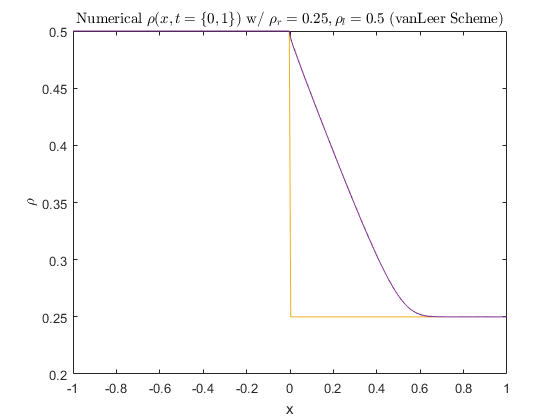 Numerical ρ(x, t = {0, 1}) w/ ρr = 0.25, ρl = 0.5 (vanLeer Scheme)
0.5
0.45
0.4
0.35
0.3
0.25
0.2
ρ
-1 -0.8 -0.6 -0.4 -0.2 0 0.2 0.4 0.6 0.8 1
x